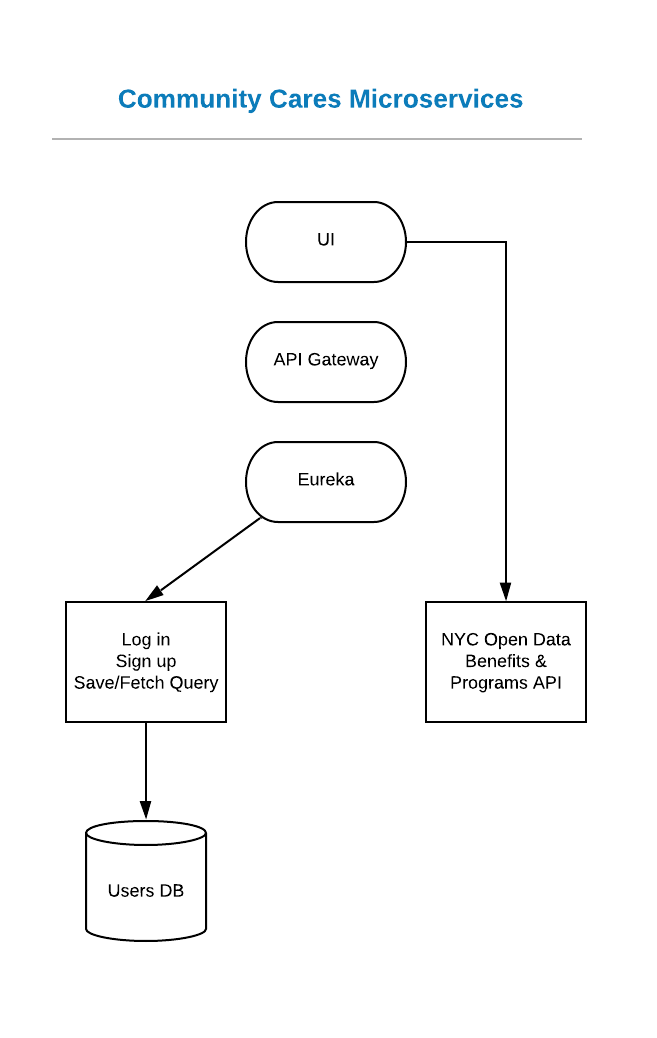 Community Cares Microservices
UI
API Gateway
Eureka
Log in
Sign up
Save/Fetch Query
NYC Open Data
Benefits &
Programs API
Users DB